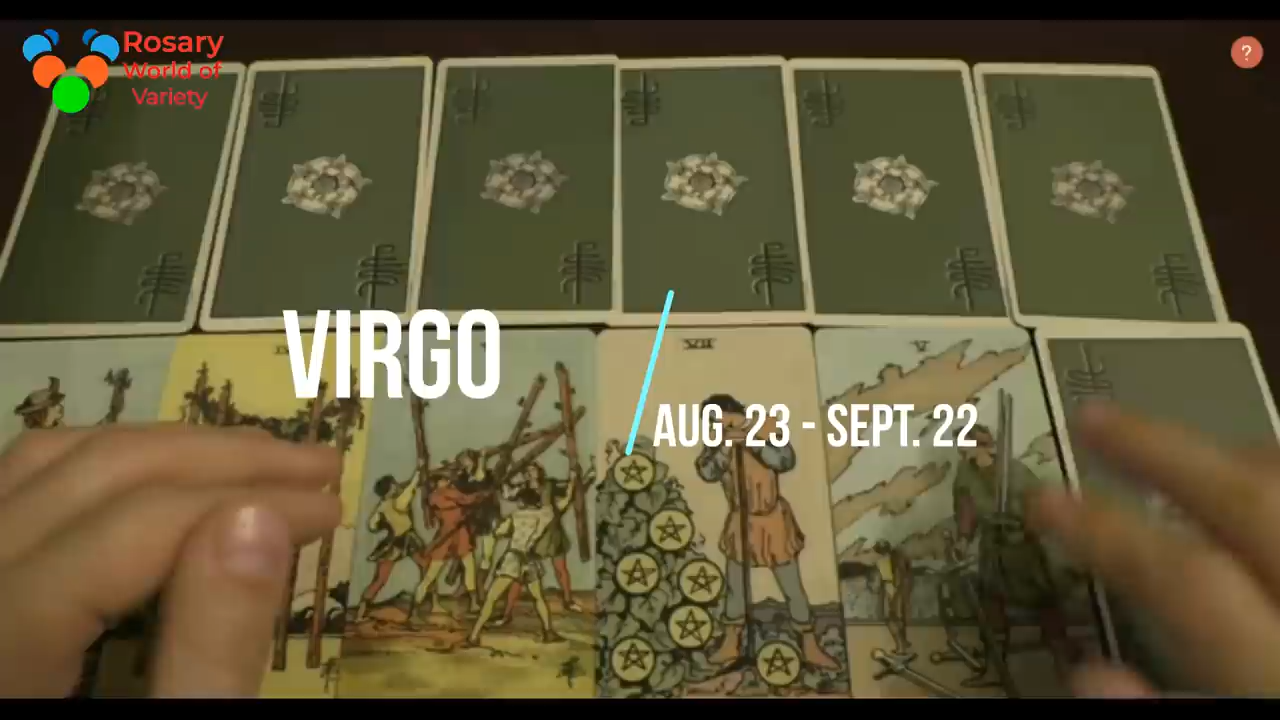 Rosary
World of
Variety
?
VIRGO
AUG. 23 - SEPT. 22
VII
V